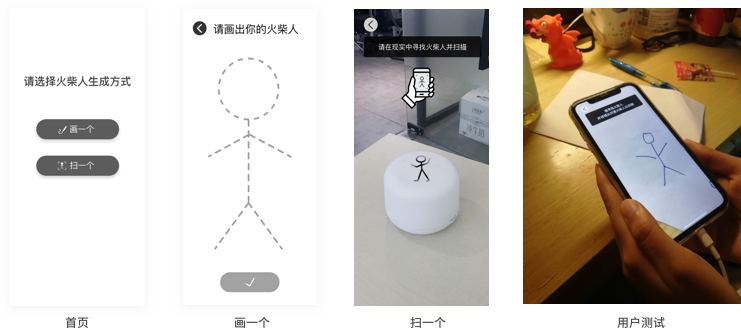 请选择火柴人生成方式
画一个
扫一个
首页
请画出你的火柴人
画一个
请在现实中寻找火柴人并扫描
扫一个
用户测试